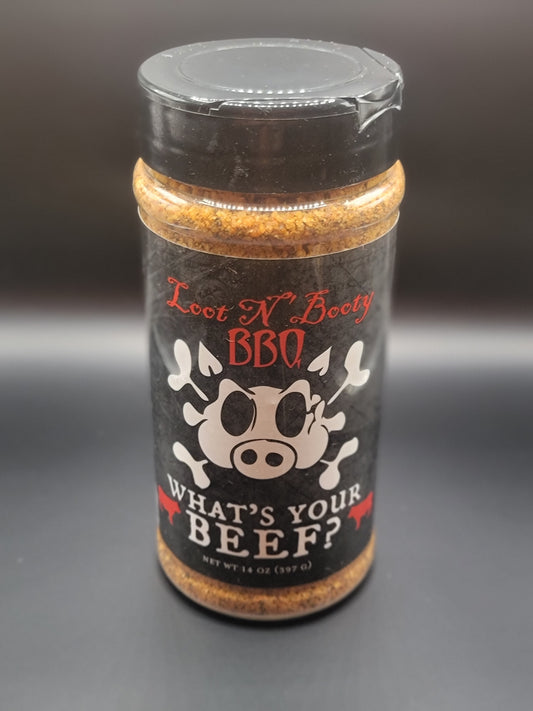 Loot N' Booty
BBQ
WHAT'S YOUR
BEEF?
NET WT 14 OZ (397 G)